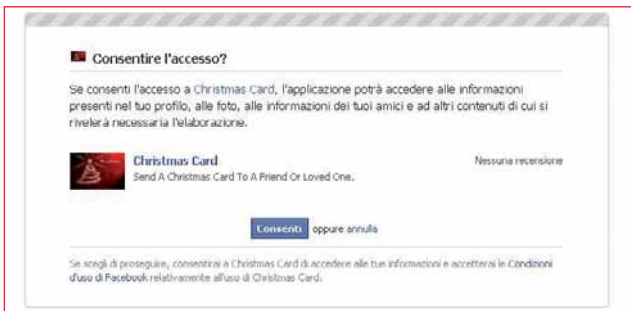 Consentire l'accesso?
Se consenti l'accesso a Christmas Card, l'applicazione potrà accedere alle informazioni
presenti nel tuo profilo, alle foto, alle informazioni dei tuoi amici e ad altri contenuti di cui si
rivelerà necessaria l'elaborazione.
Christmas Card Nessuna recensione
Send A Christmas Card To A Friend Or Loved One.
Consenti oppure annulla
Se scegli di proseguire, consentirai a Christmas Card di accedere alle tue informazioni e accetterai le Condizioni
d'uso di Facebook relativamente all'uso di Christmas Card.